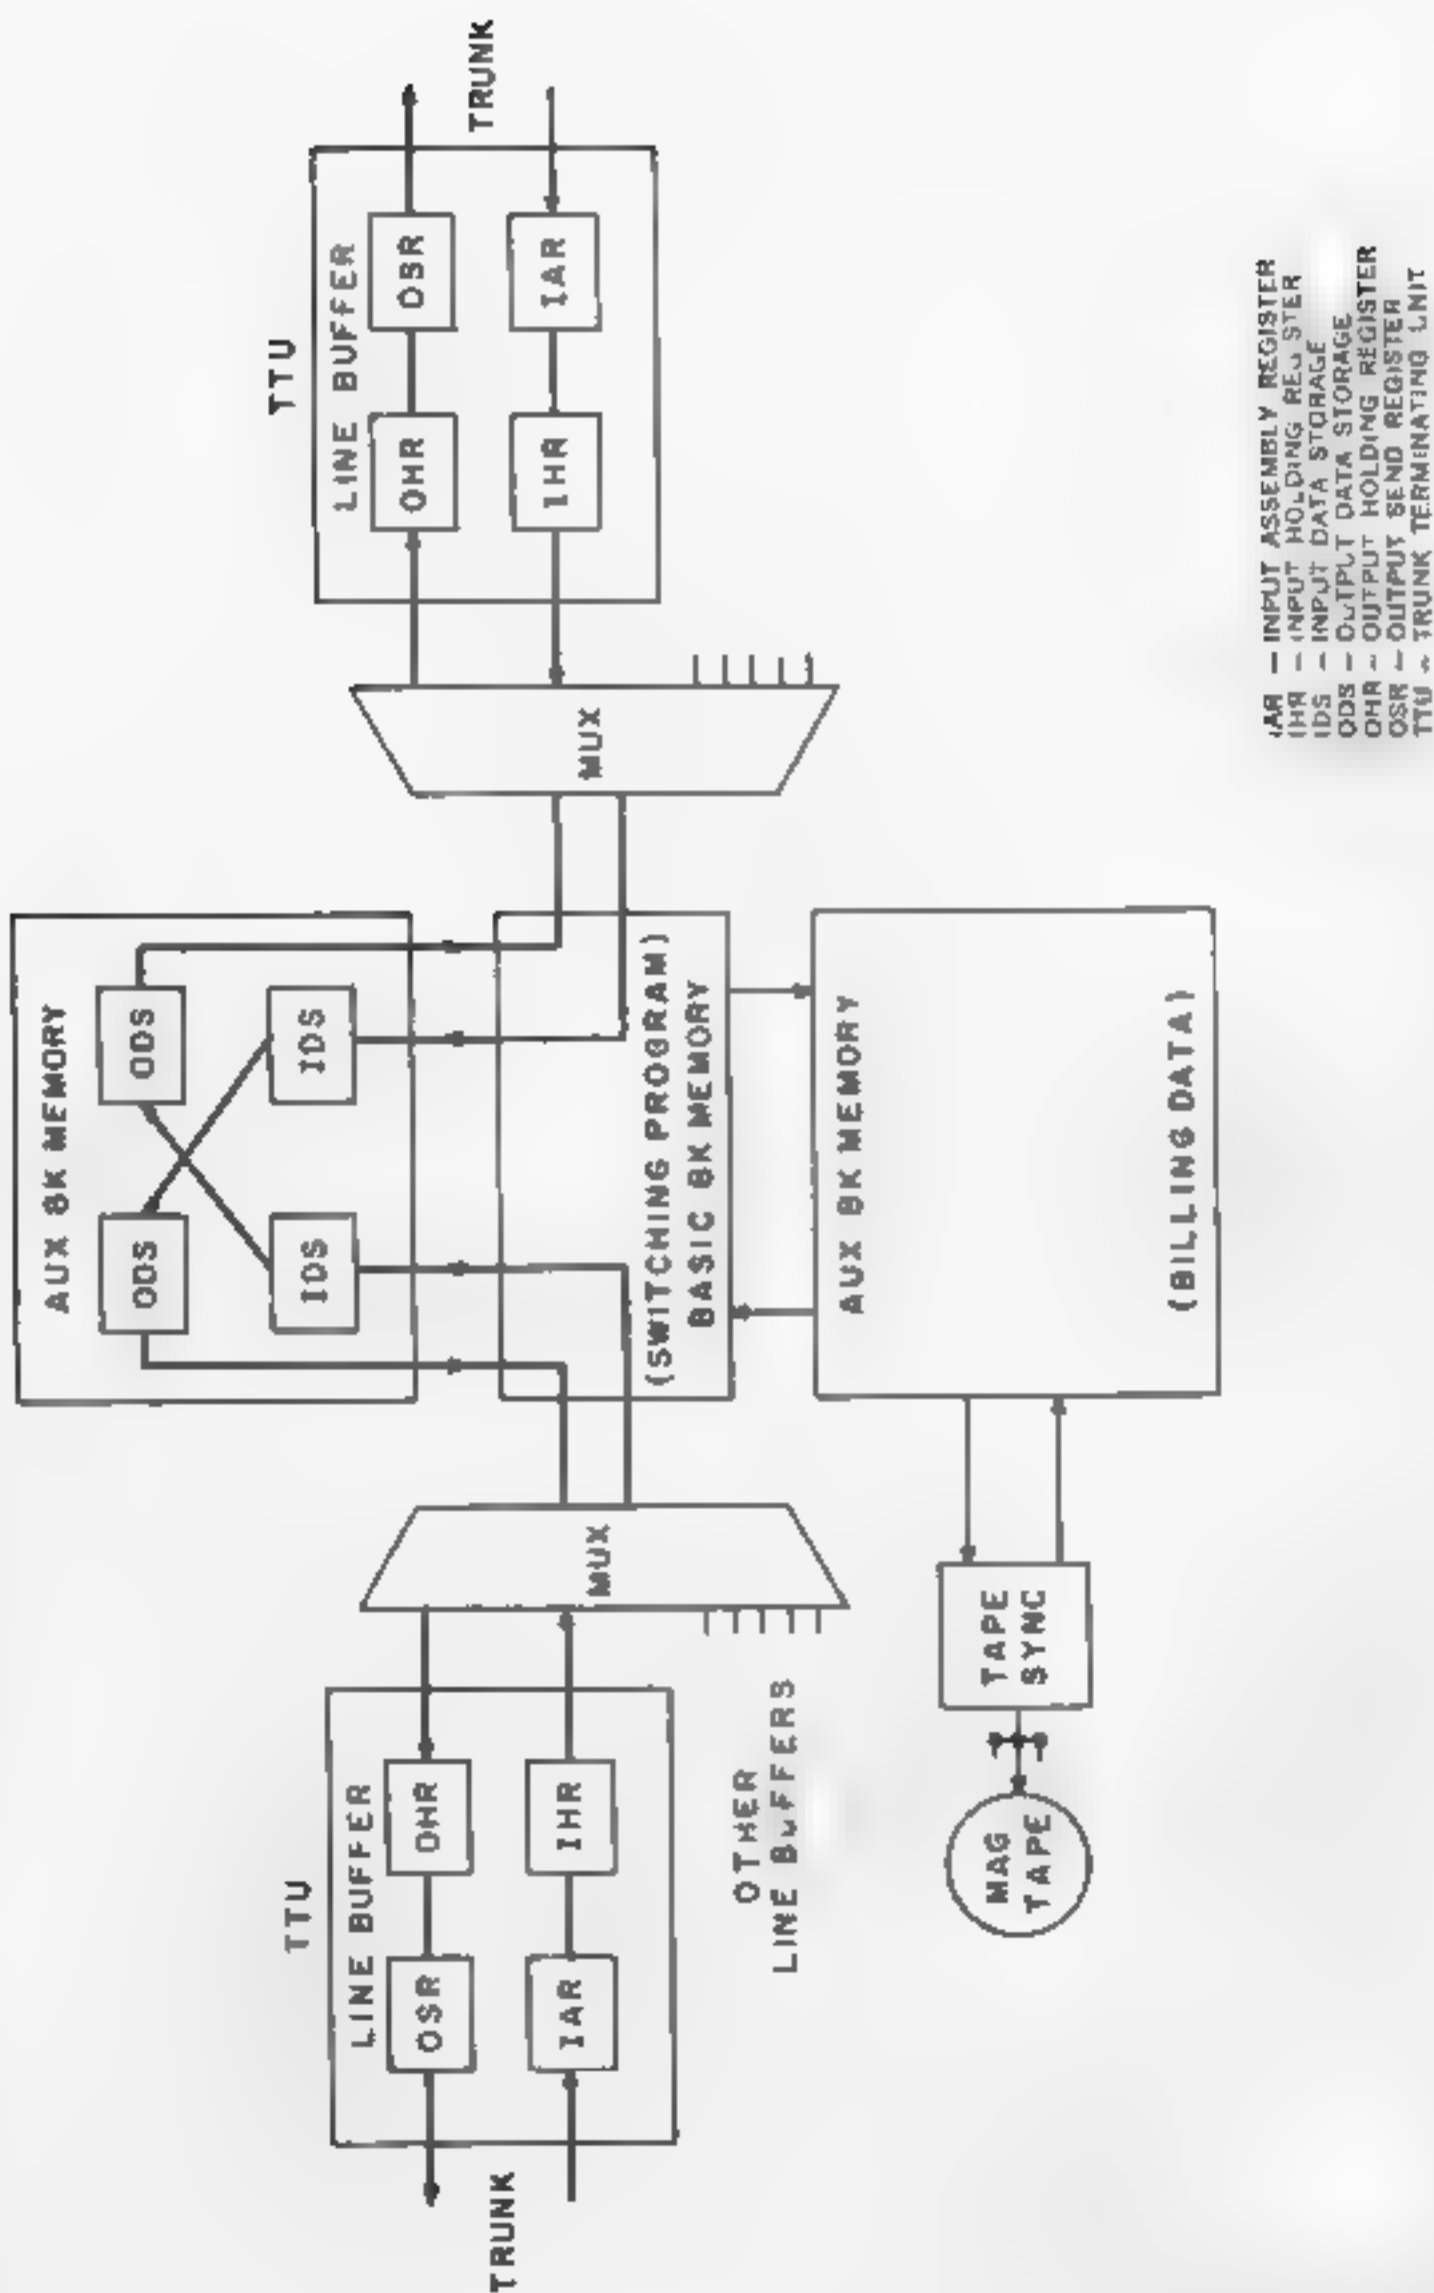 AUX 8K MEMORY
ODS
ODS
IDS
IDS
TTU
LINE BUFFER
OSR
OHR
IAR
IHR
TRUNK
MUX
(SWITCHING PROGRAM)
BASIC 8K MEMORY
MUX
TTU
LINE BUFFER
OHR
OSR
IHR
IAR
TRUNK
OTHER
LINE BUFFERS
AUX 8K MEMORY
(BILLING DATA)
MAG
TAPE
TAPE
SYNC
IAR – INPUT ASSEMBLY REGISTER
IHR – INPUT HOLDING REGISTER
IDS – INPUT DATA STORAGE
ODS – OUTPUT DATA STORAGE
OHR – OUTPUT HOLDING REGISTER
OSR – OUTPUT SEND REGISTER
TTU – TRUNK TERMINATING UNIT